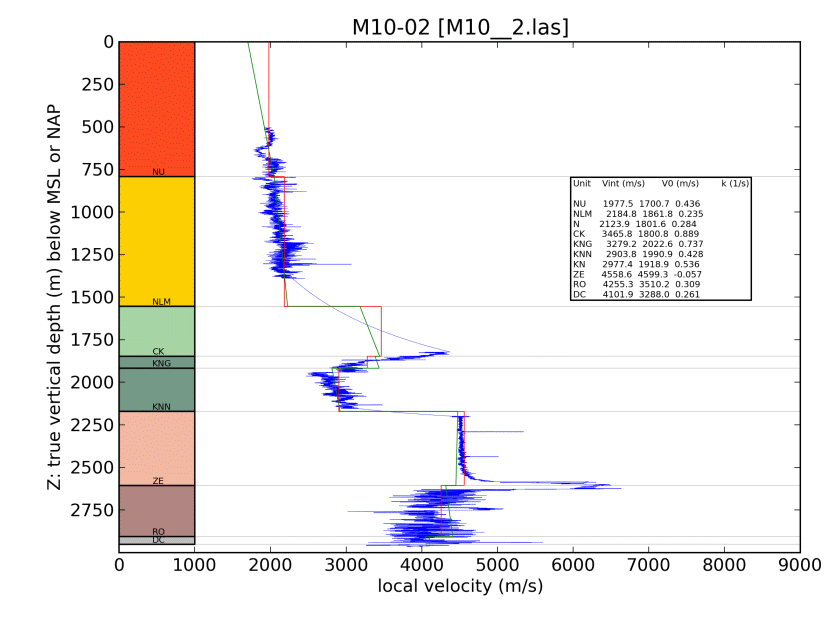 M10-02 [M10__2.las]
Z: true vertical depth (m) below MSL or NAP
0
250
500
750
1000
1250
1500
1750
2000
2250
2500
2750
NU
NLM
CK
KNG
KNN
ZE
RO
DC
Unit Vint (m/s) V0 (m/s) k (1/s)
NU 1977.5 1700.7 0.436
NLM 2184.8 1861.8 0.235
N 2123.9 1801.6 0.284
CK 3465.8 1800.8 0.889
KNG 3279.2 2022.6 0.737
KNN 2903.8 1990.9 0.428
KN 2977.4 1918.9 0.536
ZE 4558.6 4599.3 -0.057
RO 4255.3 3510.2 0.309
DC 4101.9 3288.0 0.261
0 1000 2000 3000 4000 5000 6000 7000 8000 9000
local velocity (m/s)